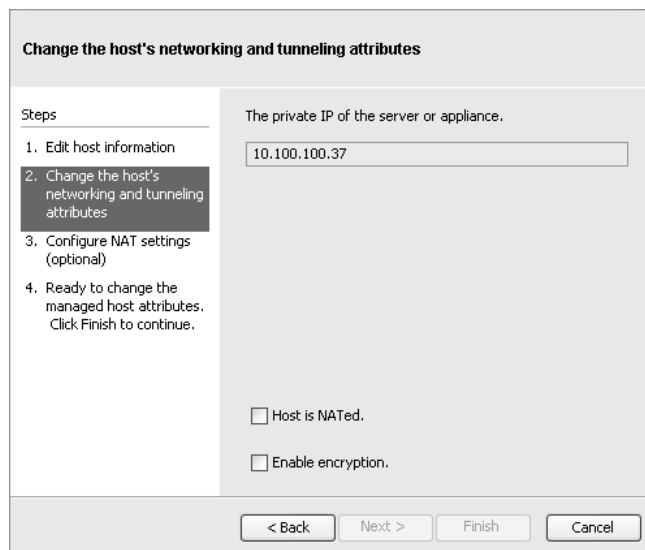 Change the host's networking and tunneling attributes
Steps
1. Edit host information
2. Change the host's
networking and tunneling
attributes
3. Configure NAT settings
(optional)
4. Ready to change the
managed host attributes.
Click Finish to continue.
The private IP of the server or appliance.
10.100.100.37
Host is NATed.
Enable encryption.
< Back
Next >
Finish
Cancel